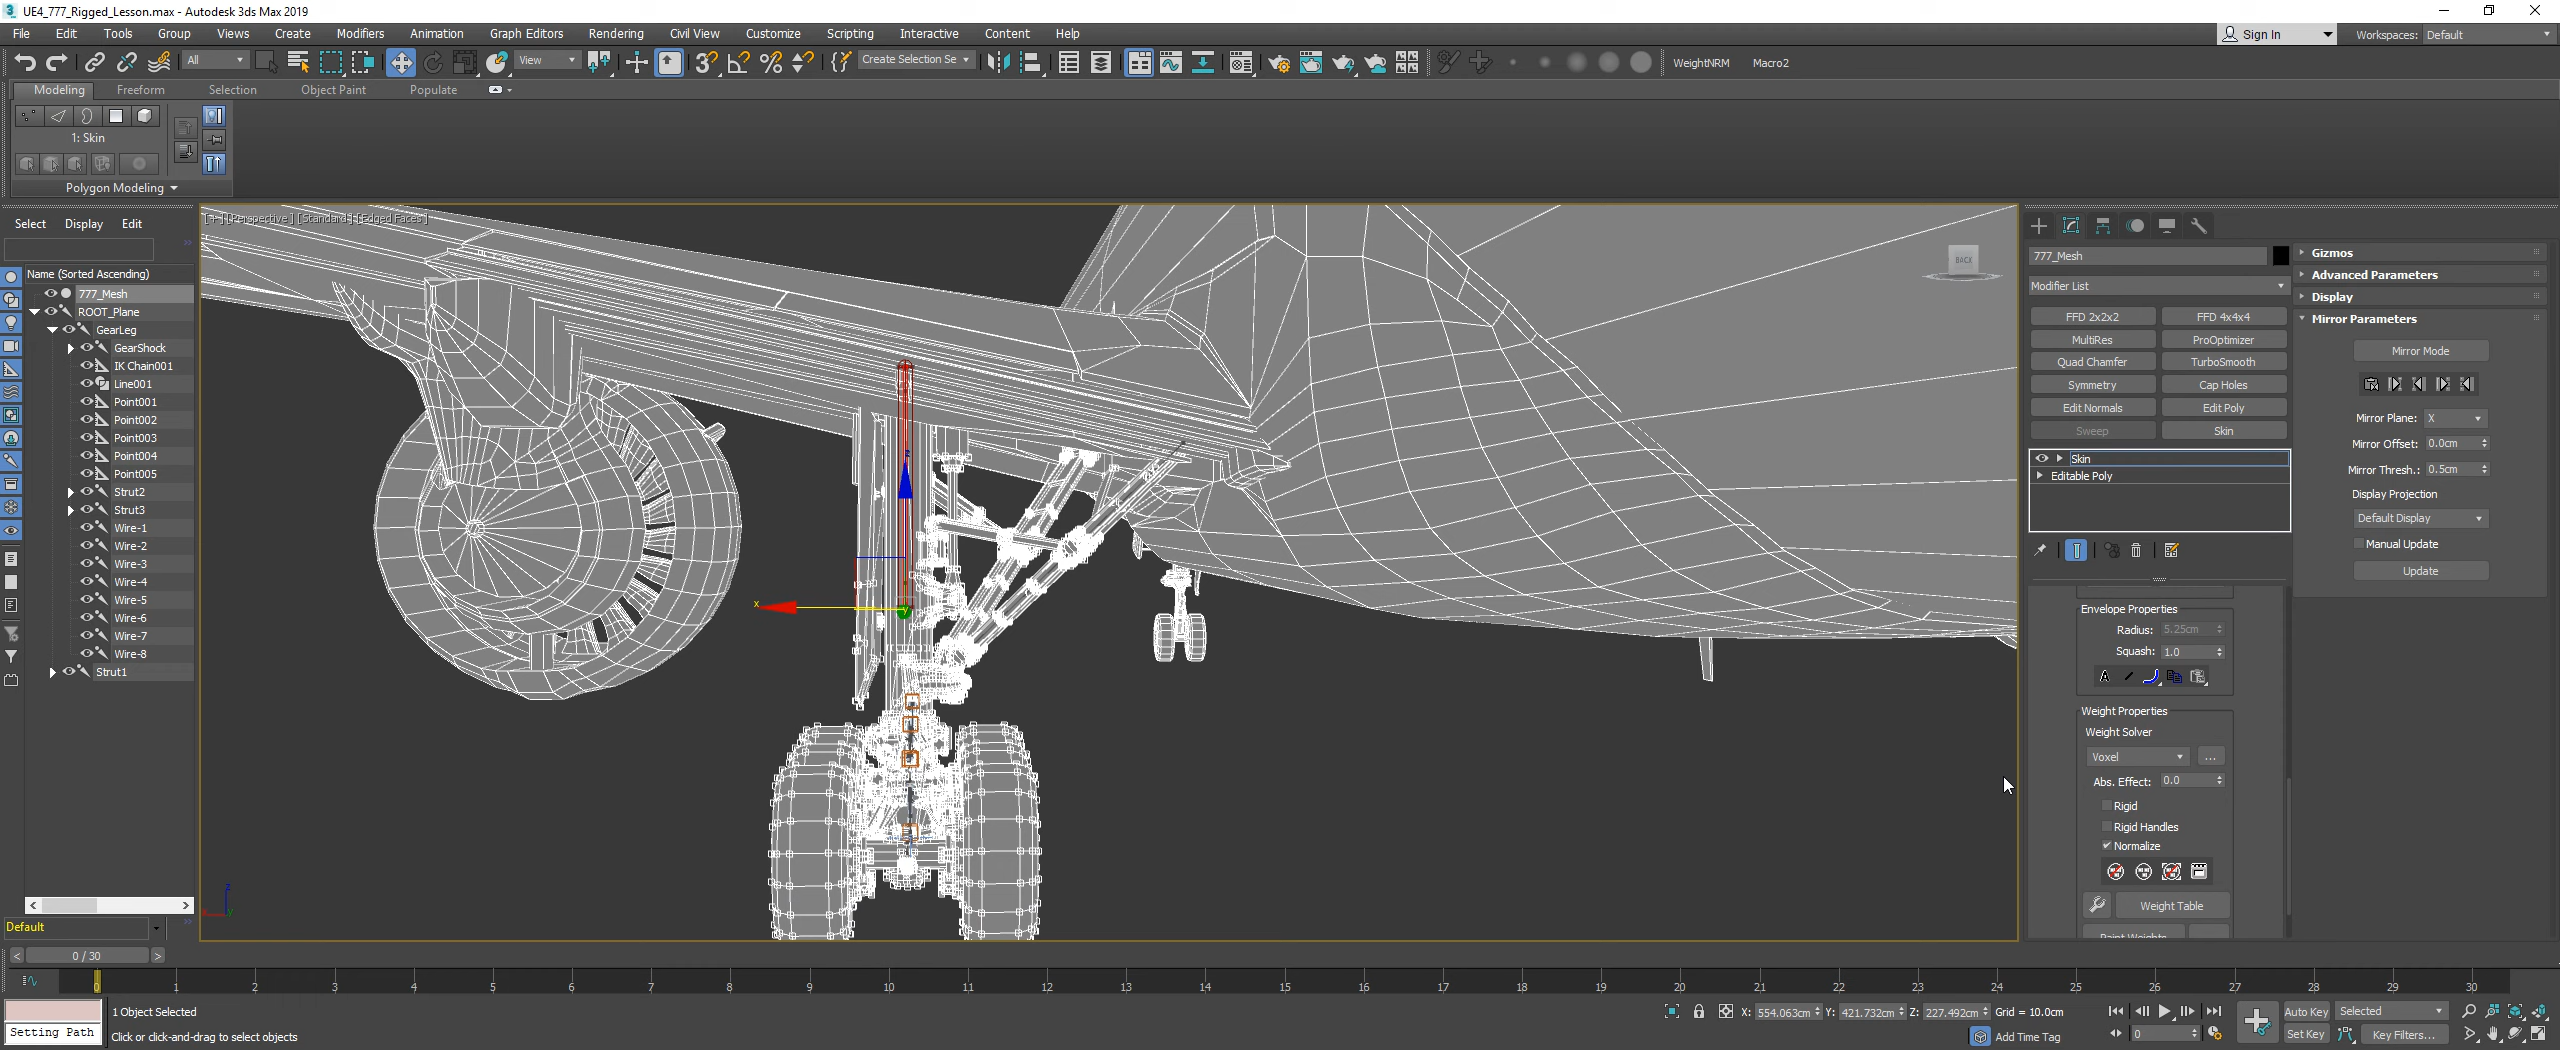 UE4_777_Rigged_Lesson.max - Autodesk 3ds Max 2019
File Edit Tools Group Views Create Modifiers Animation Graph Editors Rendering Civil View Customize Scripting Interactive Content Help
Sign In Workspaces: Default
All View Create Selection Se WeightNRM Macro2
Modeling Freeform Selection Object Paint Populate
1: Skin
Polygon Modeling
Select Display Edit
[+] [Perspective ] [Standard ] [Edged Faces ]
Name (Sorted Ascending)
777_Mesh
ROOT_Plane
GearLeg
GearShock
IK Chain001
Line001
Point001
Point002
Point003
Point004
Point005
Strut2
Strut3
Wire-1
Wire-2
Wire-3
Wire-4
Wire-5
Wire-6
Wire-7
Wire-8
Strut1
Default
BACK
x
z
y
777_Mesh
Modifier List
FFD 2x2x2 FFD 4x4x4
MultiRes ProOptimizer
Quad Chamfer TurboSmooth
Symmetry Cap Holes
Edit Normals Edit Poly
Sweep Skin
Skin
Editable Poly
Envelope Properties
Radius: 5.25cm
Squash: 1.0
A
Weight Properties
Weight Solver
Voxel ...
Abs. Effect: 0.0
Rigid
Rigid Handles
Normalize
Weight Table
Paint Weights
Gizmos
Advanced Parameters
Display
Mirror Parameters
Mirror Mode
Mirror Plane: X
Mirror Offset: 0.0cm
Mirror Thresh.: 0.5cm
Display Projection
Default Display
Manual Update
Update
< 0 / 30 >
0 1 2 3 4 5 6 7 8 9 10 11 12 13 14 15 16 17 18 19 20 21 22 23 24 25 26 27 28 29 30
Setting Path
1 Object Selected
Click or click-and-drag to select objects
X: 554.063cm Y: 421.732cm Z: 227.492cm Grid = 10.0cm
Add Time Tag
0
Auto Key Selected
Set Key Key Filters...